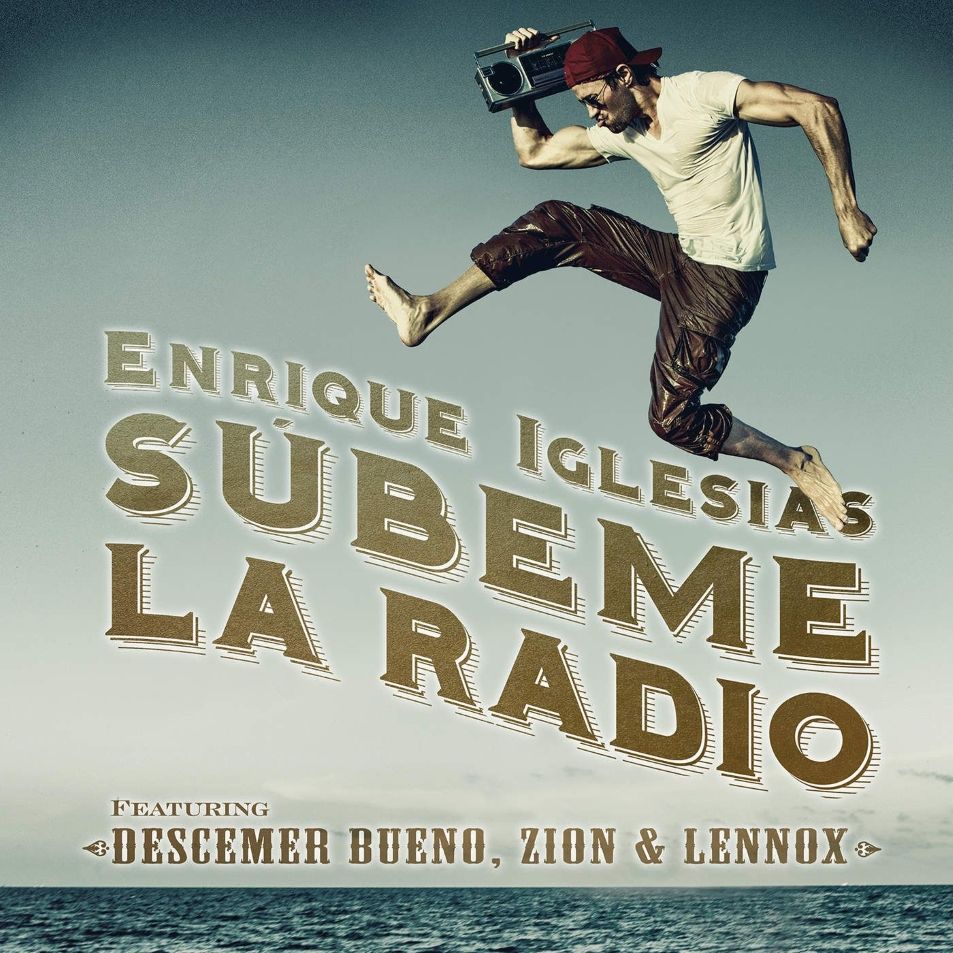 ENRIQUE IGLESIAS
SÚBEME
LA RADIO
FEATURING
DESCEMER BUENO, ZION & LENNOX